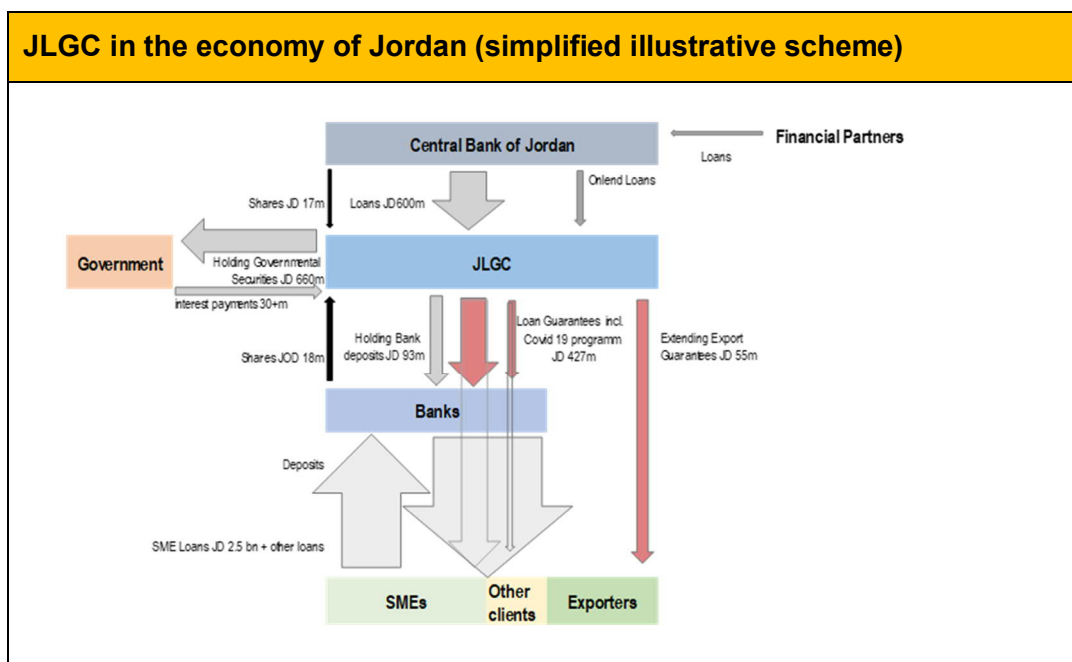 JLGC in the economy of Jordan (simplified illustrative scheme)
Central Bank of Jordan
Financial Partners
Loans
Onlend Loans
Shares JD 17m
Loans JD600m
Government
Holding Governmental
Securities JD 660m
JLGC
interest payments 30+m
Shares JOD 18m
Holding Bank
deposits JD 93m
Loan Guarantees incl.
Covid 19 programm
JD 427m
Extending Export
Guarantees JD 55m
Banks
Deposits
SME Loans JD 2.5 bn + other loans
SMEs
Other
clients
Exporters